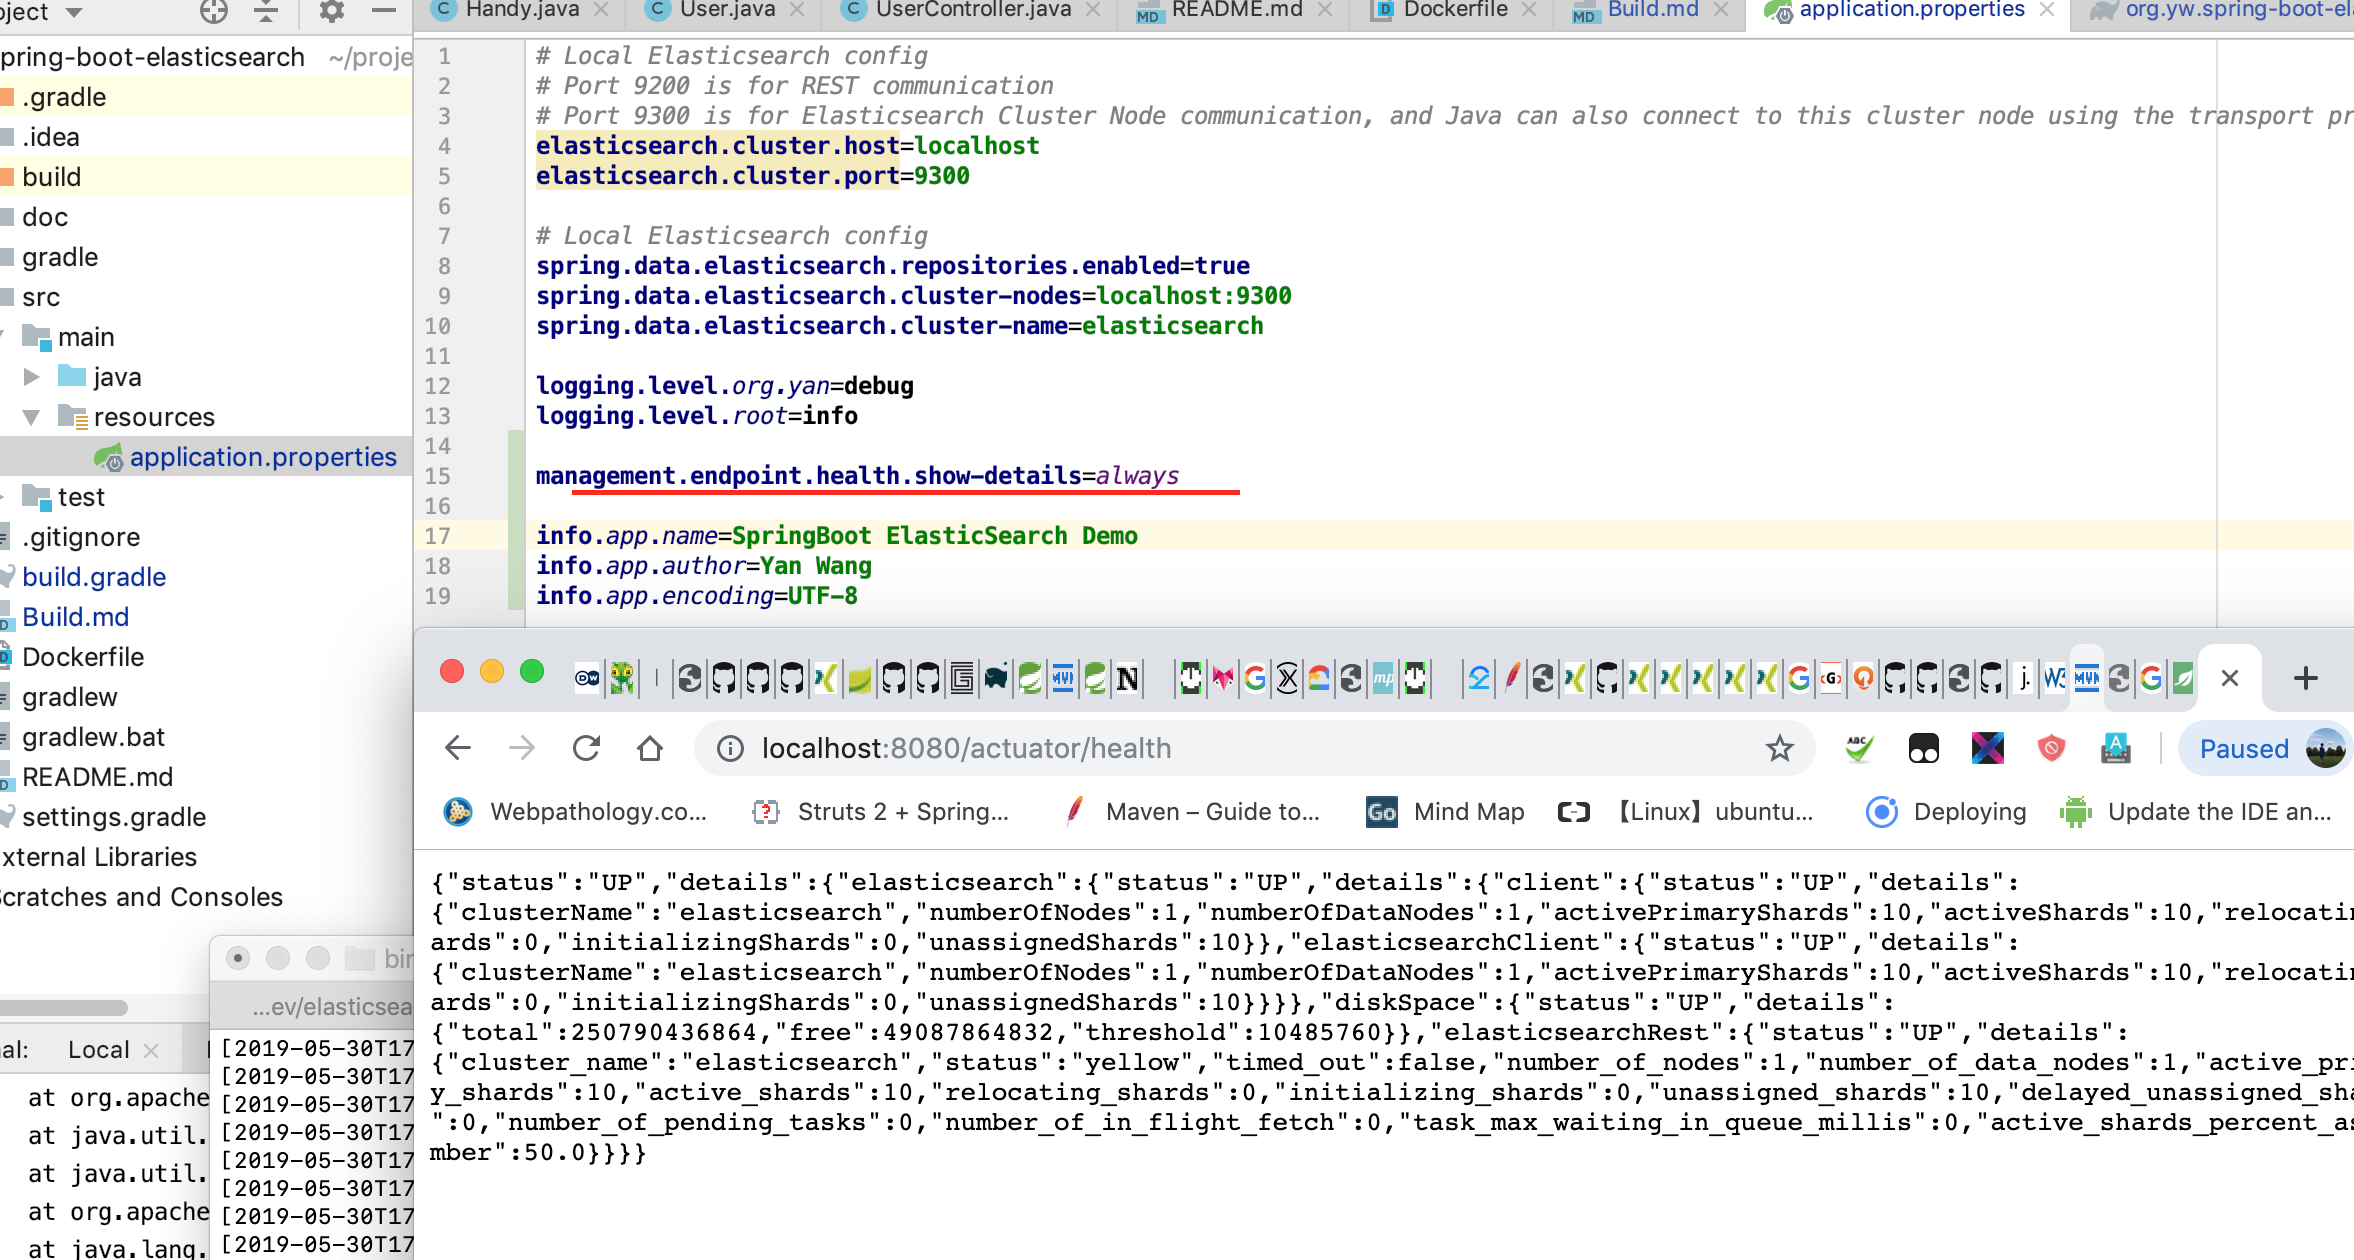 Handy.java
User.java
UserController.java
README.md
Dockerfile
Build.md
application.properties
pring-boot-elasticsearch ~/proje
.gradle
.idea
build
doc
gradle
src
main
java
resources
application.properties
test
.gitignore
build.gradle
Build.md
Dockerfile
gradlew
gradlew.bat
README.md
settings.gradle
xternal Libraries
cratches and Consoles
1 # Local Elasticsearch config
2 # Port 9200 is for REST communication
3 # Port 9300 is for Elasticsearch Cluster Node communication, and Java can also connect to this cluster node using the transport pr
4 elasticsearch.cluster.host=localhost
5 elasticsearch.cluster.port=9300
6
7 # Local Elasticsearch config
8 spring.data.elasticsearch.repositories.enabled=true
9 spring.data.elasticsearch.cluster-nodes=localhost:9300
10 spring.data.elasticsearch.cluster-name=elasticsearch
11
12 logging.level.org.yan=debug
13 logging.level.root=info
14
15 management.endpoint.health.show-details=always
16
17 info.app.name=SpringBoot ElasticSearch Demo
18 info.app.author=Yan Wang
19 info.app.encoding=UTF-8
localhost:8080/actuator/health
Paused
Webpathology.co...
Struts 2 + Spring...
Maven – Guide to...
Go Mind Map
【Linux】ubuntu...
Deploying
Update the IDE an...
{"status":"UP","details":{"elasticsearch":{"status":"UP","details":{"client":{"status":"UP","details":
{"clusterName":"elasticsearch","numberOfNodes":1,"numberOfDataNodes":1,"activePrimaryShards":10,"activeShards":10,"relocatin
ards":0,"initializingShards":0,"unassignedShards":10}},"elasticsearchClient":{"status":"UP","details":
{"clusterName":"elasticsearch","numberOfNodes":1,"numberOfDataNodes":1,"activePrimaryShards":10,"activeShards":10,"relocatin
ards":0,"initializingShards":0,"unassignedShards":10}}}},"diskSpace":{"status":"UP","details":
{"total":250790436864,"free":49087864832,"threshold":10485760}},"elasticsearchRest":{"status":"UP","details":
{"cluster_name":"elasticsearch","status":"yellow","timed_out":false,"number_of_nodes":1,"number_of_data_nodes":1,"active_pri
y_shards":10,"active_shards":10,"relocating_shards":0,"initializing_shards":0,"unassigned_shards":10,"delayed_unassigned_sha
":0,"number_of_pending_tasks":0,"number_of_in_flight_fetch":0,"task_max_waiting_in_queue_millis":0,"active_shards_percent_as
mber":50.0}}}}
bin
...ev/elasticsea
al: Local
[2019-05-30T17
[2019-05-30T17
[2019-05-30T17
[2019-05-30T17
[2019-05-30T17
[2019-05-30T17
[2019-05-30T17
[2019-05-30T17
at org.apache
at java.util.
at java.util.
at org.apache
at java.lang.